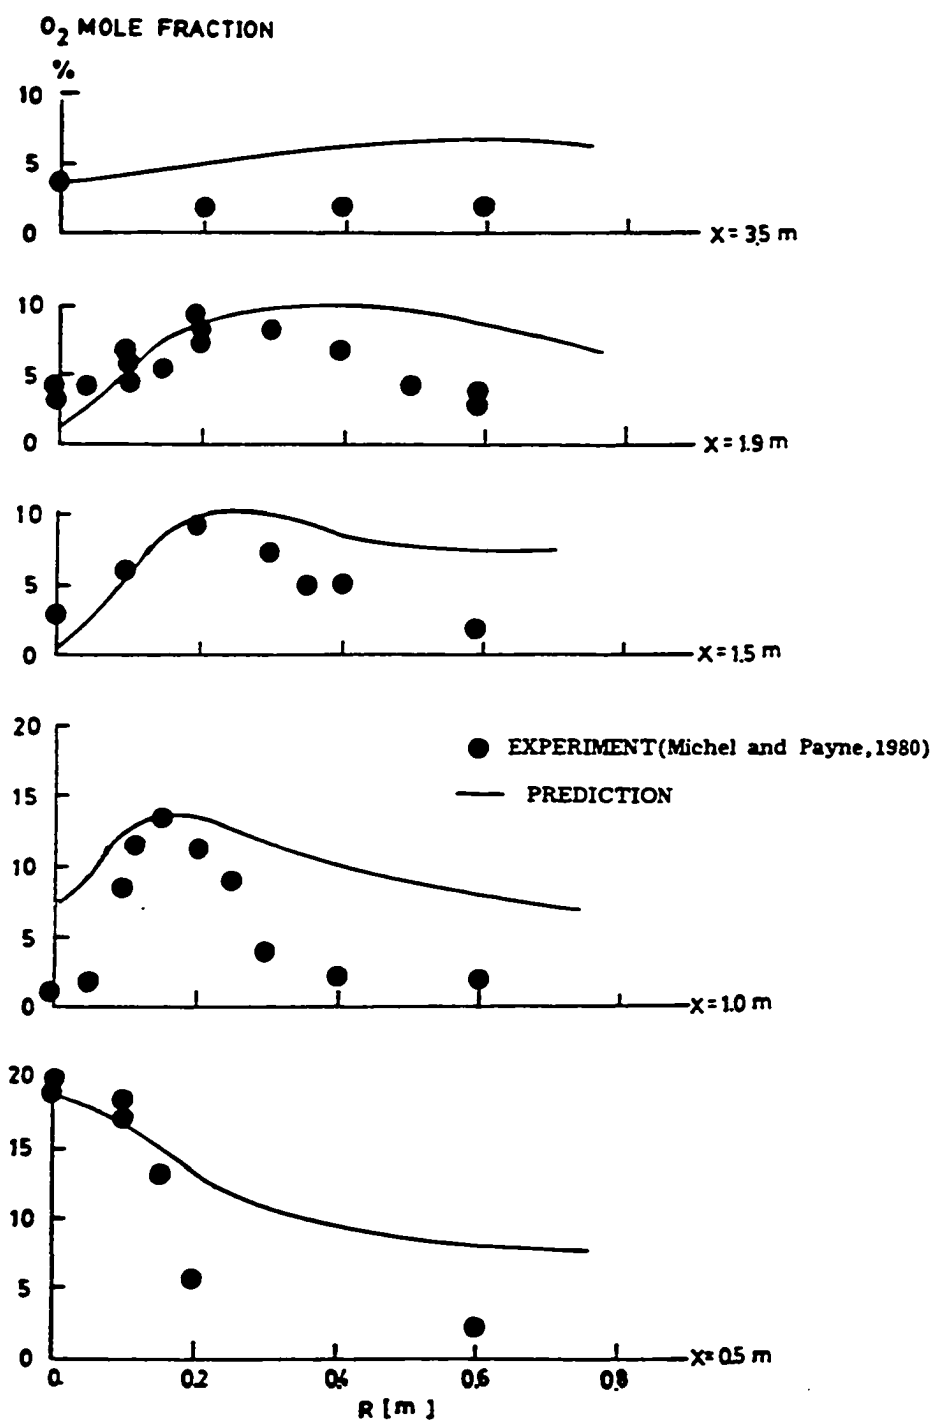 O2 MOLE FRACTION
%
10
5
0
X = 3.5 m
10
5
0
X = 1.9 m
10
5
0
X = 1.5 m
20
15
10
5
0
EXPERIMENT(Michel and Payne,1980)
PREDICTION
X = 1.0 m
20
15
10
5
0
X = 0.5 m
0. 0.2 0.4 0.6 0.8
R [m]